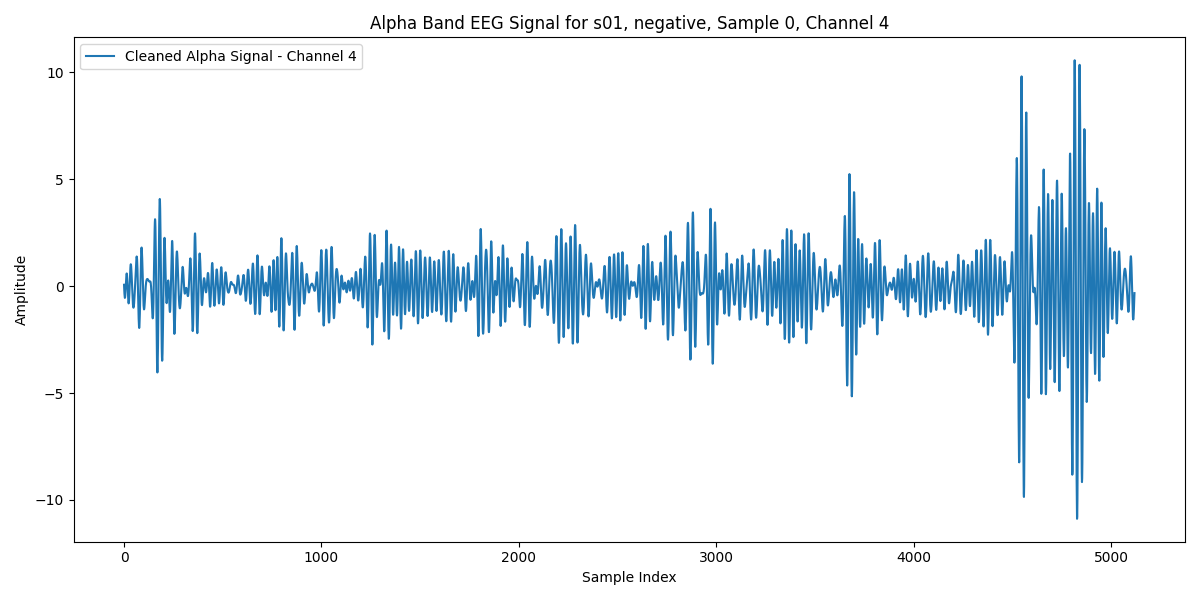 Alpha Band EEG Signal for s01, negative, Sample 0, Channel 4
Cleaned Alpha Signal - Channel 4
Amplitude
10
5
0
−5
−10
0 1000 2000 3000 4000 5000
Sample Index